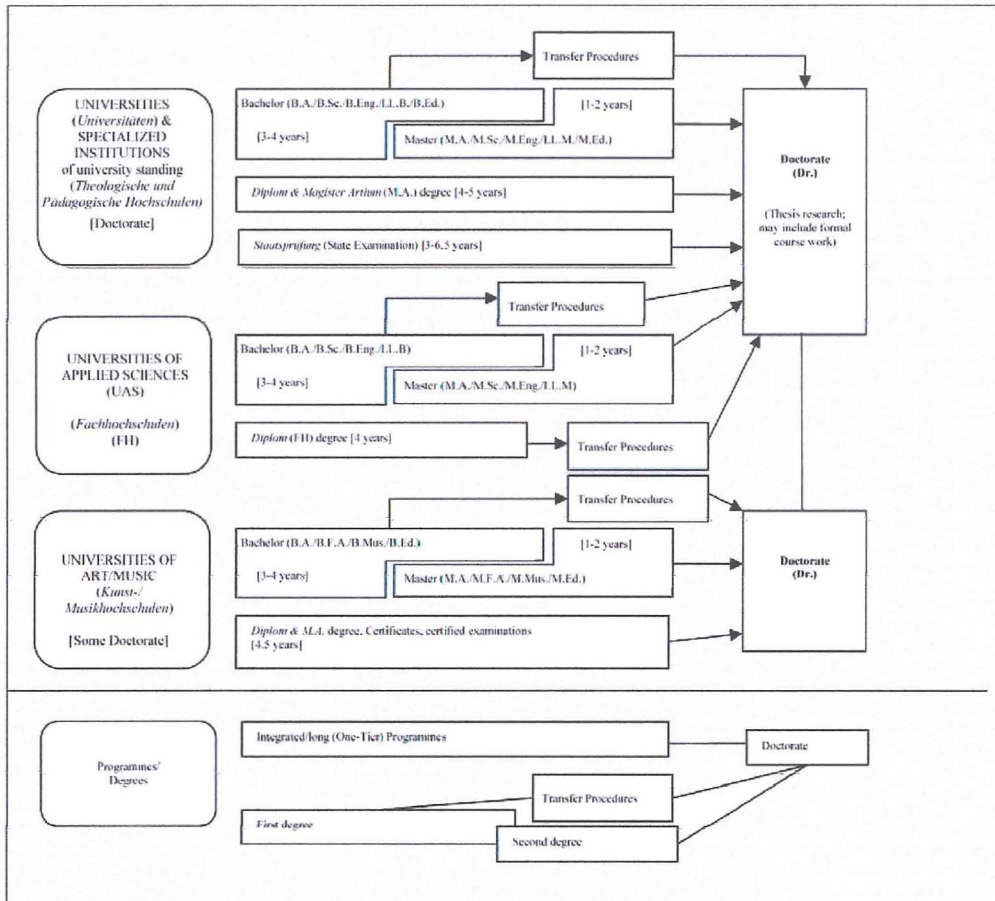 Transfer Procedures
UNIVERSITIES
(Universitäten) &
SPECIALIZED
INSTITUTIONS
of university standing
(Theologische und
Pädagogische Hochschulen)
[Doctorate]
Bachelor (B.A./B.Sc./B.Eng./LL.B./B.Ed.)
[3-4 years]
[1-2 years]
Master (M.A./M.Sc./M.Eng./LL.M./M.Ed.)
Diplom & Magister Artium (M.A.) degree [4-5 years]
Staatsprüfung (State Examination) [3-6.5 years]
Doctorate
(Dr.)
(Thesis research;
may include formal
course work)
Transfer Procedures
UNIVERSITIES OF
APPLIED SCIENCES
(UAS)
(Fachhochschulen)
(FH)
Bachelor (B.A./B.Sc./B.Eng./LL.B)
[3-4 years]
[1-2 years]
Master (M.A./M.Sc./M.Eng./LL.M)
Diplom (FH) degree [4 years]
Transfer Procedures
Transfer Procedures
UNIVERSITIES OF
ART/MUSIC
(Kunst-/
Musikhochschulen)
[Some Doctorate]
Bachelor (B.A./B.F.A./B.Mus./B.Ed.)
[3-4 years]
[1-2 years]
Master (M.A./M.F.A./M.Mus./M.Ed.)
Diplom & M.A. degree, Certificates, certified examinations
[4.5 years]
Doctorate
(Dr.)
Programmes/
Degrees
Integrated/long (One-Tier) Programmes
Doctorate
Transfer Procedures
First degree
Second degree